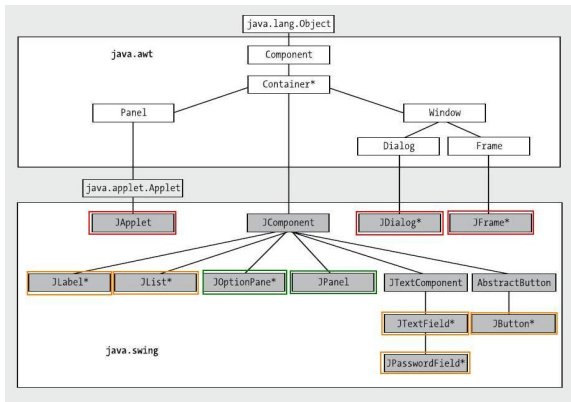 java.lang.Object
java.awt
Component
Container*
Panel
Window
Dialog
Frame
java.applet.Applet
JApplet
JComponent
JDialog*
JFrame*
JLabel*
JList*
JOptionPane*
JPanel
JTextComponent
AbstractButton
JTextField*
JButton*
java.swing
JPasswordField*